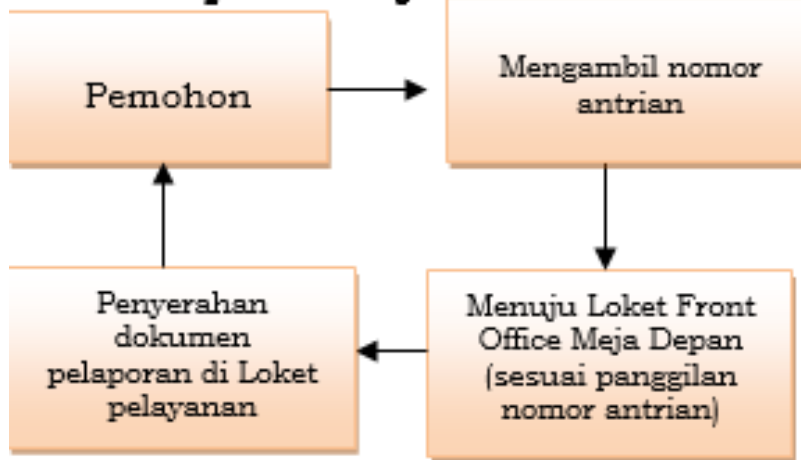 Pemohon
Mengambil nomor
antrian
Penyerahan
dokumen
pelaporan di Loket
pelayanan
Menuju Loket Front
Office Meja Depan
(sesuai panggilan
nomor antrian)